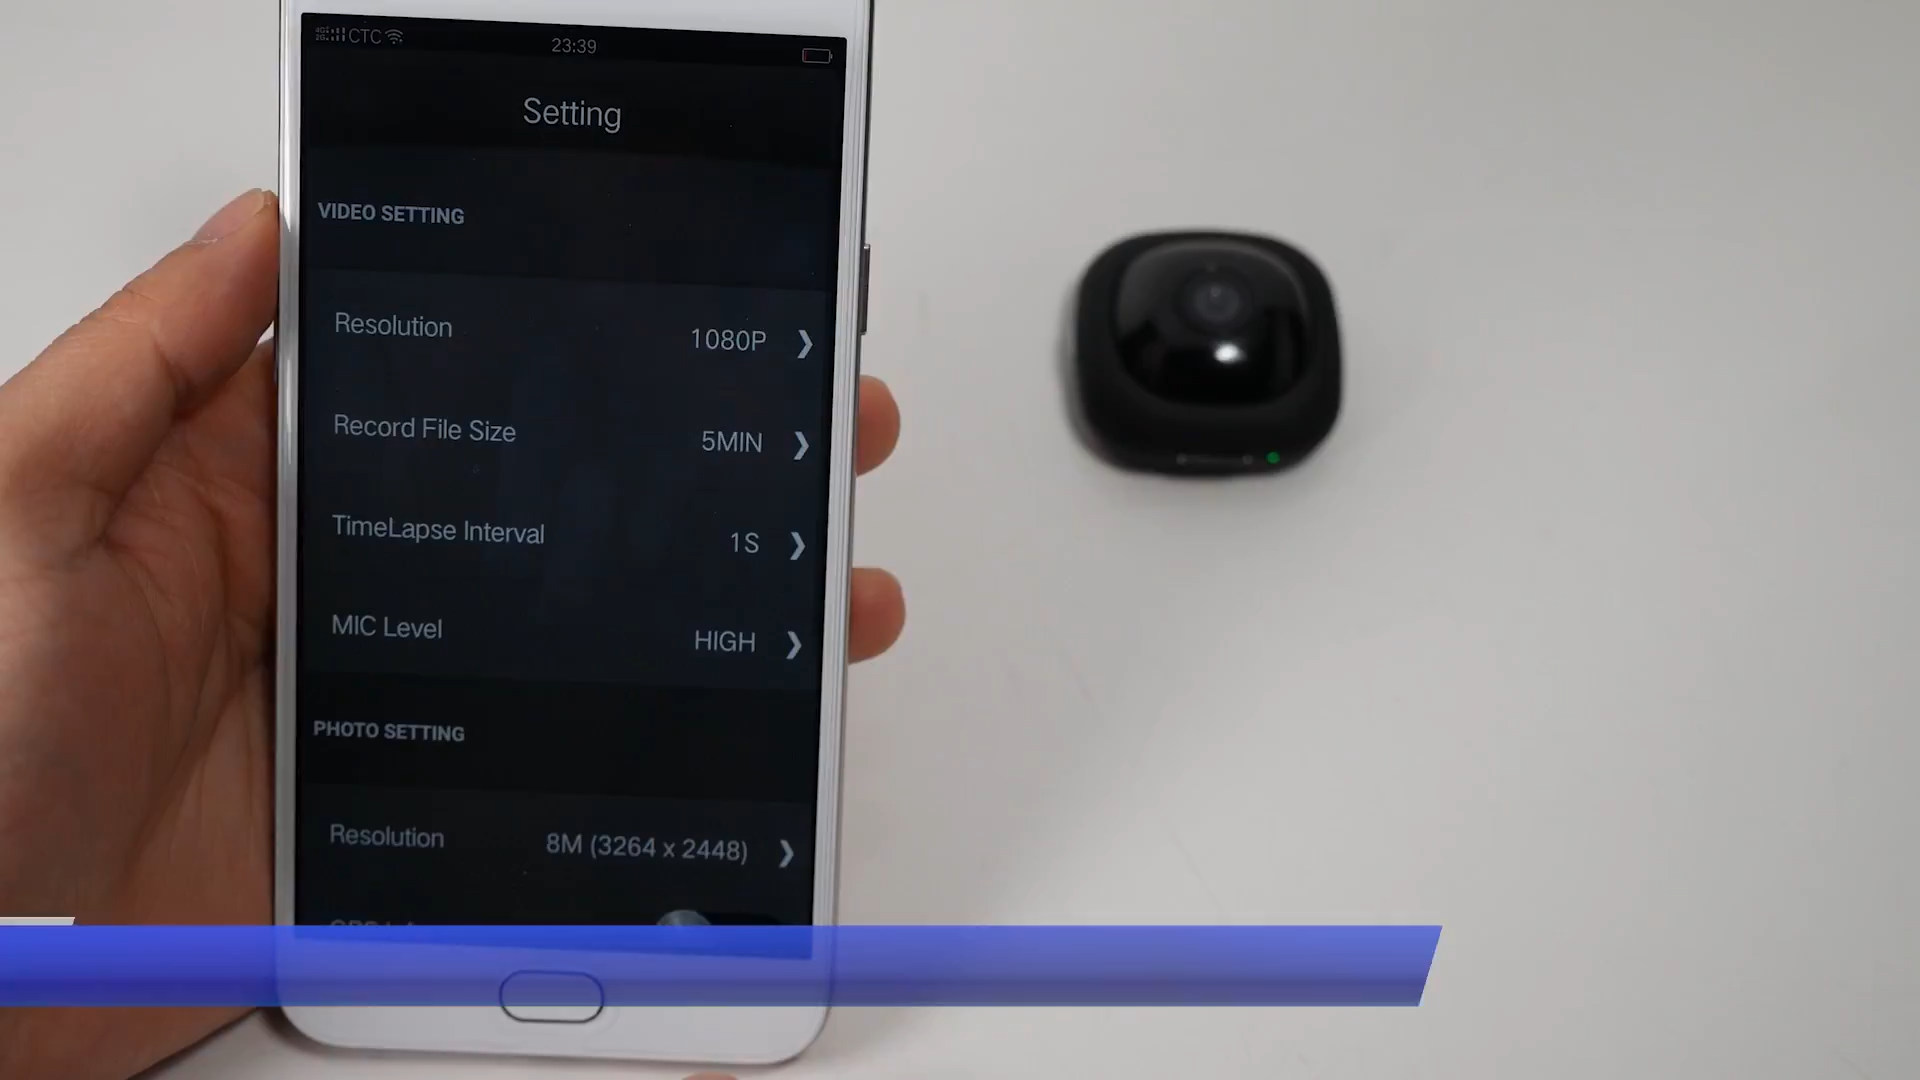 CTC
23:39
Setting
VIDEO SETTING
Resolution 1080P
Record File Size 5MIN
TimeLapse Interval 1S
MIC Level HIGH
PHOTO SETTING
Resolution 8M (3264 x 2448)